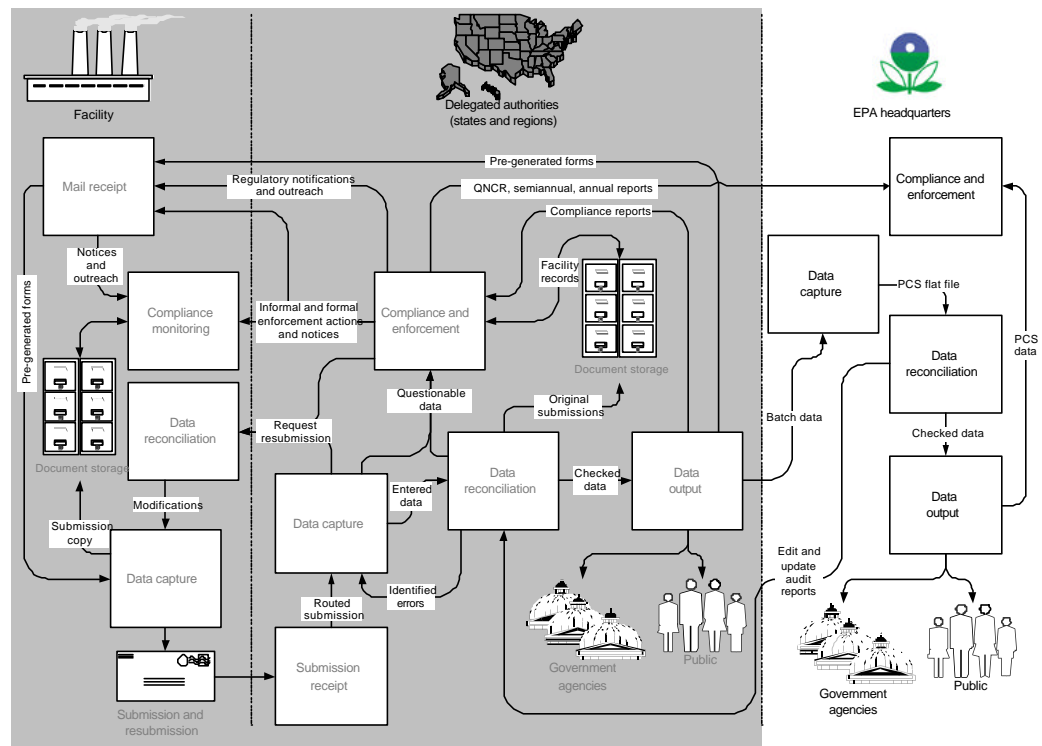 Facility
Delegated authorities
(states and regions)
EPA headquarters
Mail receipt
Pre-generated forms
Regulatory notifications
and outreach
QNCR, semiannual, annual reports
Compliance and
enforcement
Compliance reports
Notices
and
outreach
Facility
records
Data
capture
PCS flat file
Pre-generated forms
Compliance
monitoring
Informal and formal
enforcement actions
and notices
Compliance and
enforcement
Document storage
Data
reconciliation
PCS
data
Questionable
data
Original
submissions
Batch data
Data
reconciliation
Request
resubmission
Checked data
Document storage
Data
reconciliation
Checked
data
Data
output
Entered
data
Data
output
Modifications
Submission
copy
Data capture
Data capture
Edit and
update audit
reports
Identified
errors
Routed
submission
Submission
receipt
Government
agencies
Public
Government
agencies
Public
Submission and
resubmission